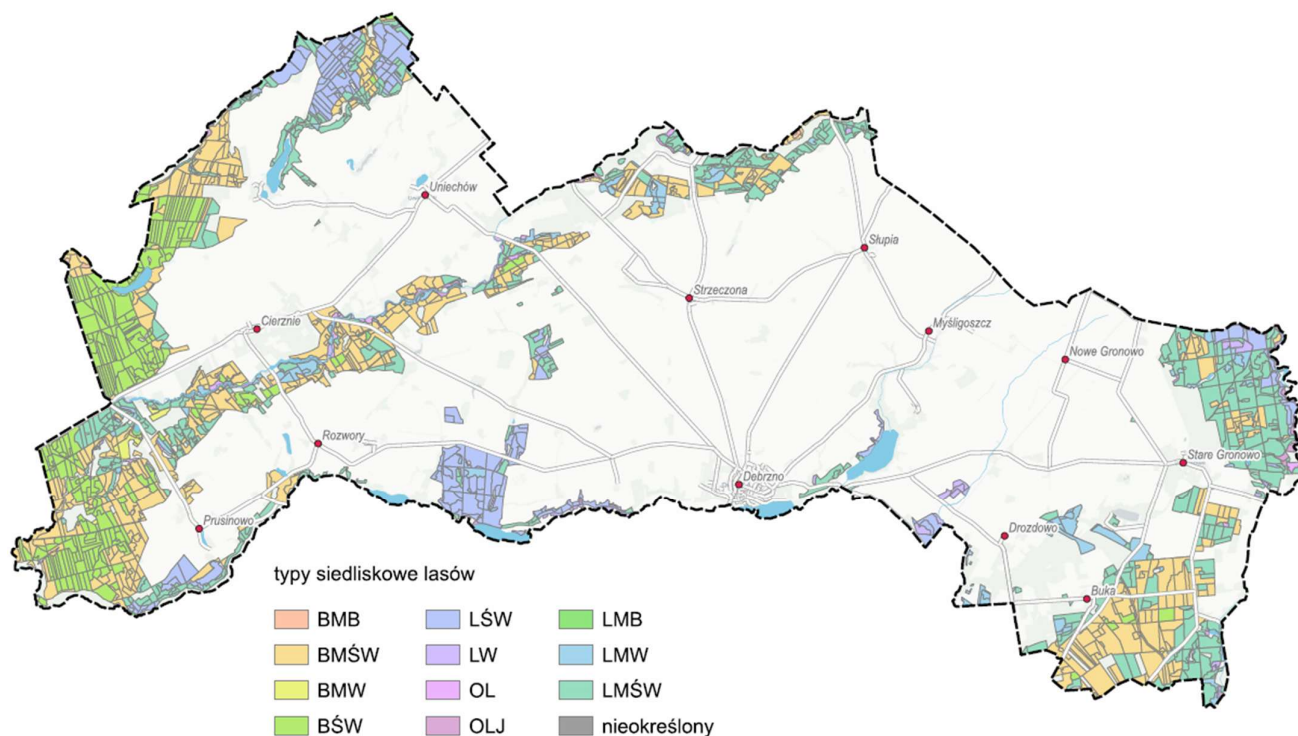 Uniechów
Słupia
Strzeczona
Cierznie
Myśligoszcz
Nowe Gronowo
Rozwory
Stare Gronowo
Debrzno
Prusinowo
Drozdowo
Buka
typy siedliskowe lasów
BMB LŚW LMB
BMŚW LW LMW
BMW OL LMŚW
BŚW OLJ nieokreślony